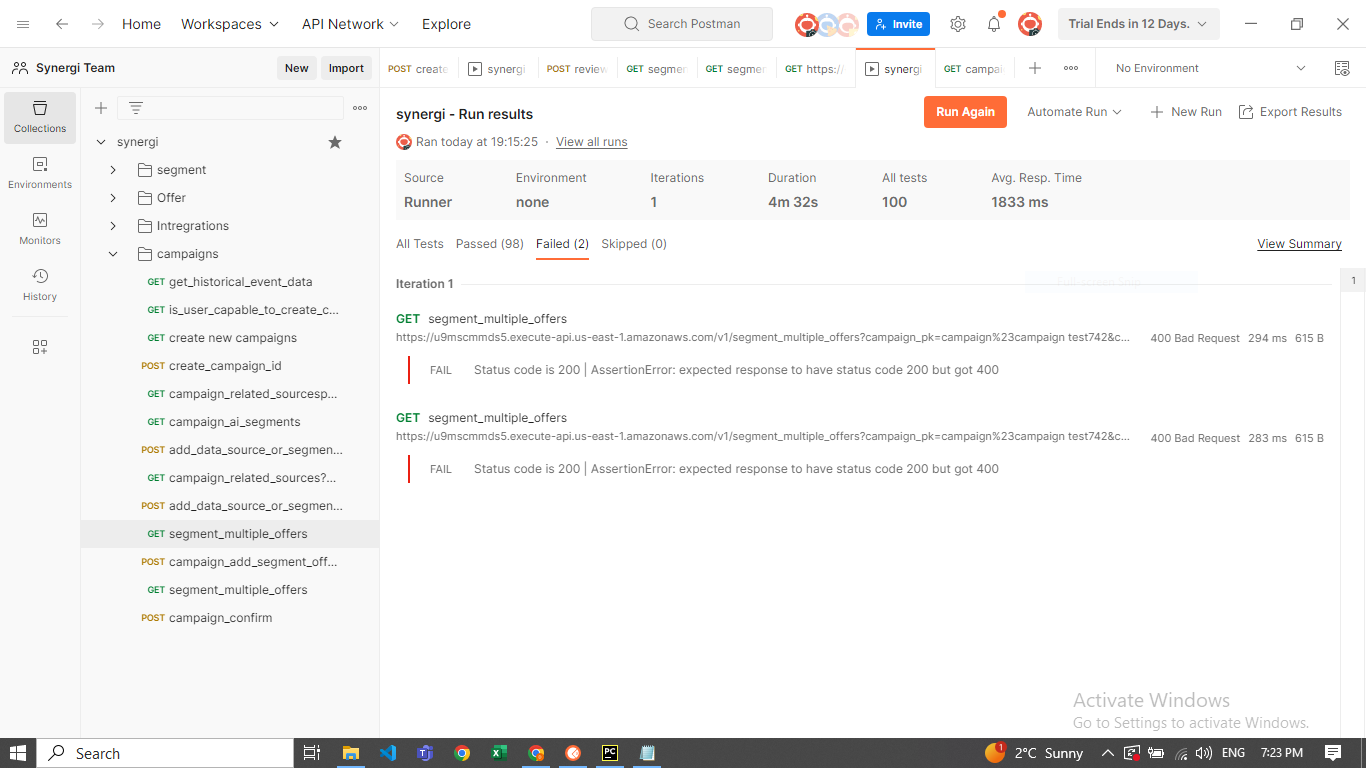 Home Workspaces API Network Explore Search Postman Invite Trial Ends in 12 Days.
Synergi Team New Import POST create GET segmen GET segmer GET https:/ synergi GET campai No Environment
synergi - Run results Run Again Automate Run New Run Export Results
Ran today at 19:15:25 · View all runs
Source Environment Iterations Duration All tests Avg. Resp. Time
Runner none 1 4m 32s 100 1833 ms
All Tests Passed (98) Failed (2) Skipped (0) View Summary
Iteration 1 1
GET segment_multiple_offers
https://u9mscmmds5.execute-api.us-east-1.amazonaws.com/v1/segment_multiple_offers?campaign_pk=campaign%23campaign test742&c... 400 Bad Request 294 ms 615 B
FAIL Status code is 200 | AssertionError: expected response to have status code 200 but got 400
GET segment_multiple_offers
https://u9mscmmds5.execute-api.us-east-1.amazonaws.com/v1/segment_multiple_offers?campaign_pk=campaign%23campaign test742&c... 400 Bad Request 283 ms 615 B
FAIL Status code is 200 | AssertionError: expected response to have status code 200 but got 400
Collections
Environments
Monitors
History
synergi
segment
Offer
Intregrations
campaigns
GET get_historical_event_data
GET is_user_capable_to_create_c...
GET create new campaigns
POST create_campaign_id
GET campaign_related_sourcesp...
GET campaign_ai_segments
POST add_data_source_or_segmen...
GET campaign_related_sources?...
POST add_data_source_or_segmen...
GET segment_multiple_offers
POST campaign_add_segment_off...
GET segment_multiple_offers
POST campaign_confirm
Activate Windows
Go to Settings to activate Windows.
Search 1 2°C Sunny ENG 7:23 PM